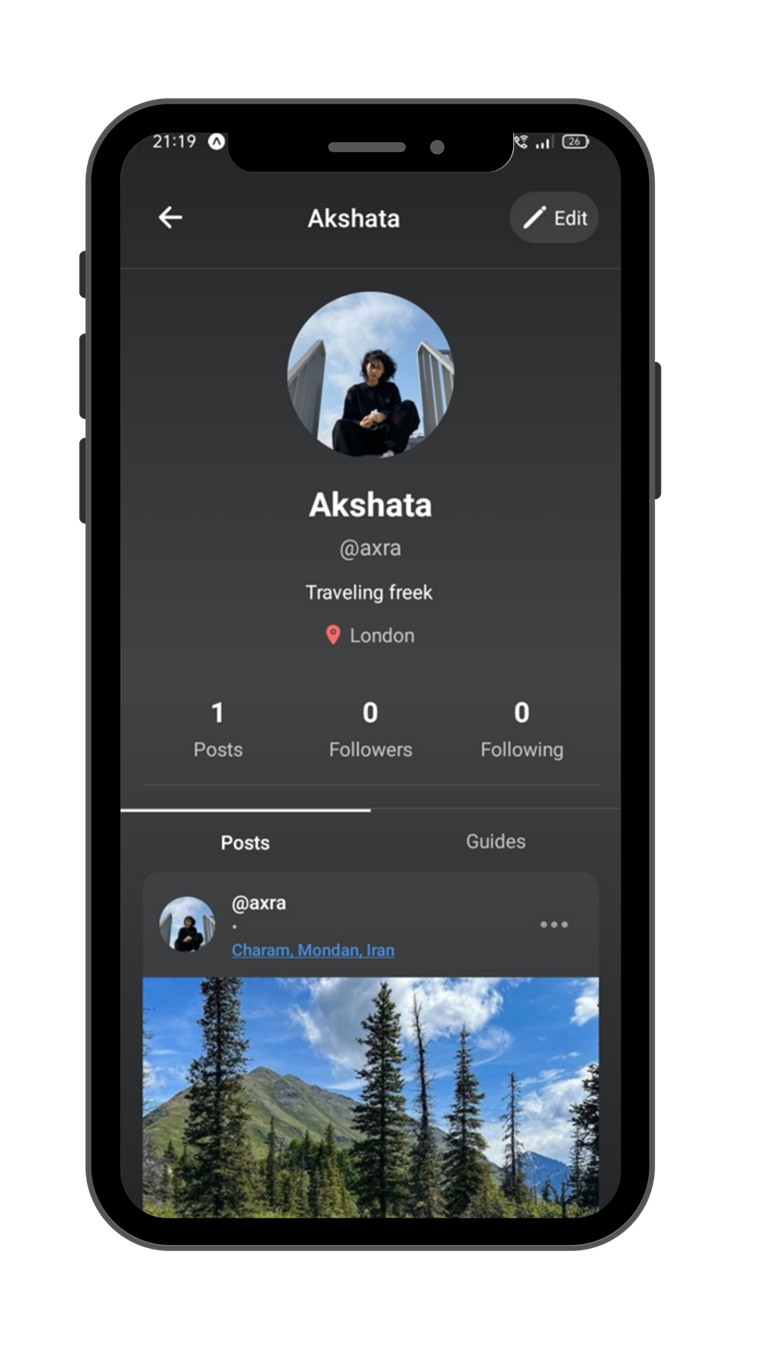 21:19 26
Akshata Edit
Akshata
@axra
Traveling freek
London
1 0 0
Posts Followers Following
Posts Guides
@axra
Charam, Mondan, Iran